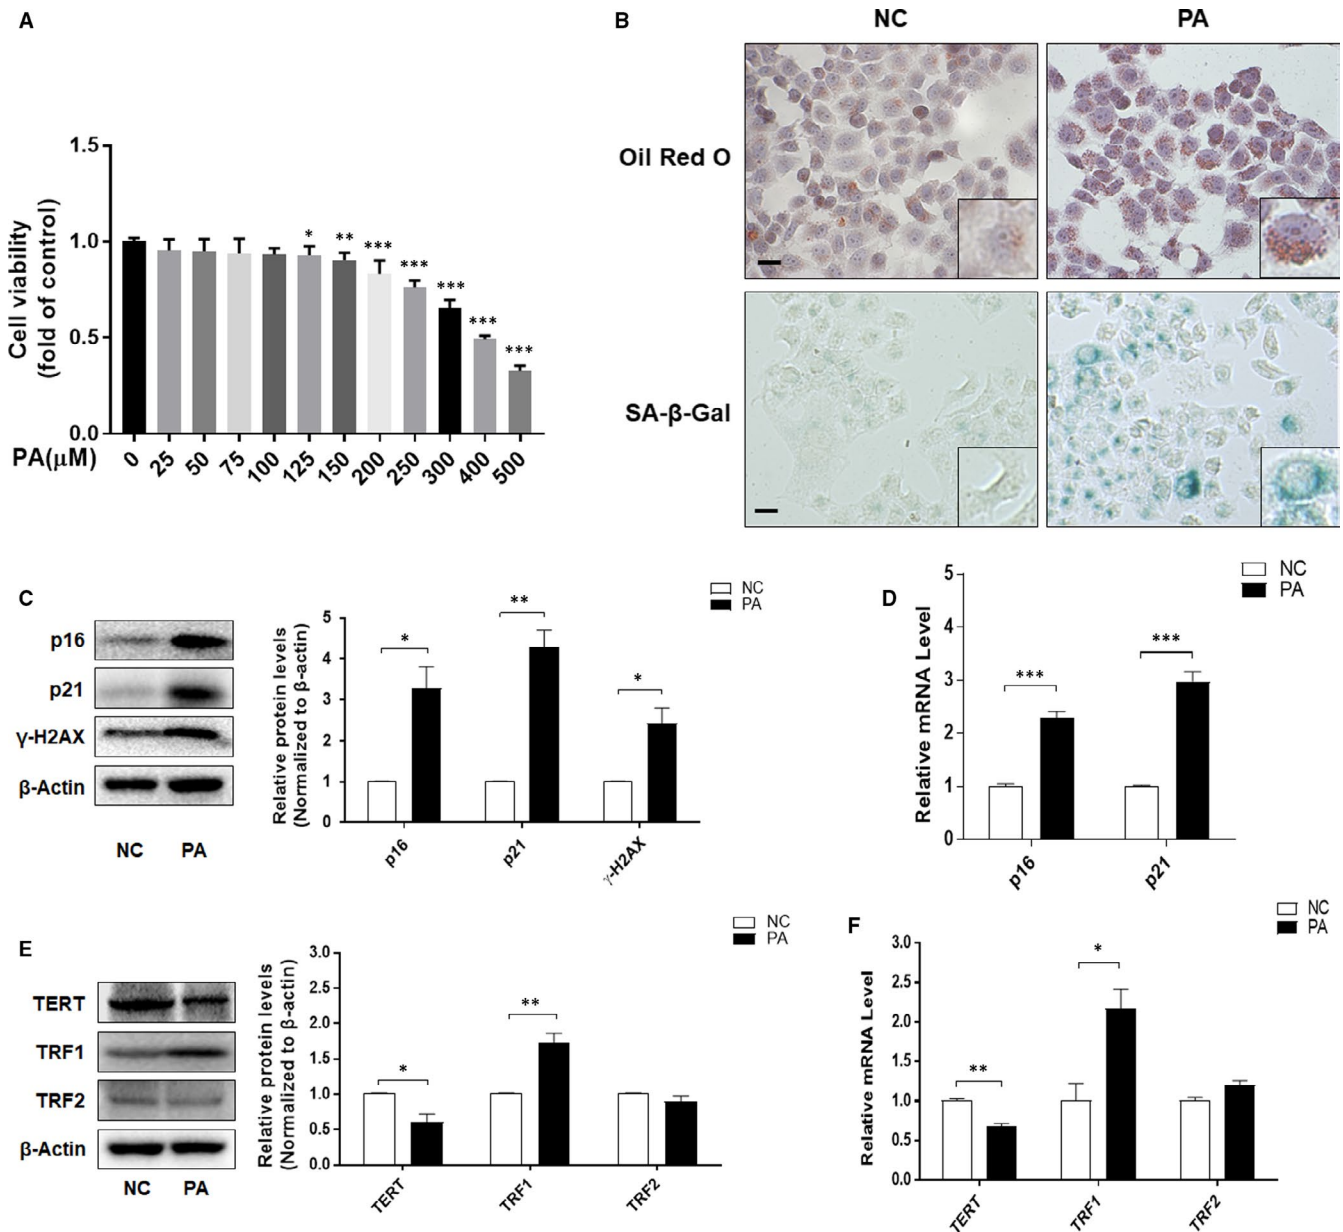 A
Cell viability
(fold of control)
1.5
1.0
0.5
0.0
* ** *** *** *** *** ***
PA(μM)
0 25 50 75 100 125 150 200 250 300 400 500
B
NC PA
Oil Red O
SA-β-Gal
C
p16
p21
γ-H2AX
β-Actin
NC PA
Relative protein levels
(Normalized to β-actin)
5
4
3
2
1
0
NC
PA
* ** *
p16 p21 γ-H2AX
D
Relative mRNA Level
5
4
3
2
1
0
NC
PA
*** ***
p16 p21
E
TERT
TRF1
TRF2
β-Actin
NC PA
Relative protein levels
(Normalized to β-actin)
3.0
2.5
2.0
1.5
1.0
0.5
0.0
NC
PA
* **
TERT TRF1 TRF2
F
Relative mRNA Level
3.0
2.5
2.0
1.5
1.0
0.5
0.0
NC
PA
** *
TERT TRF1 TRF2